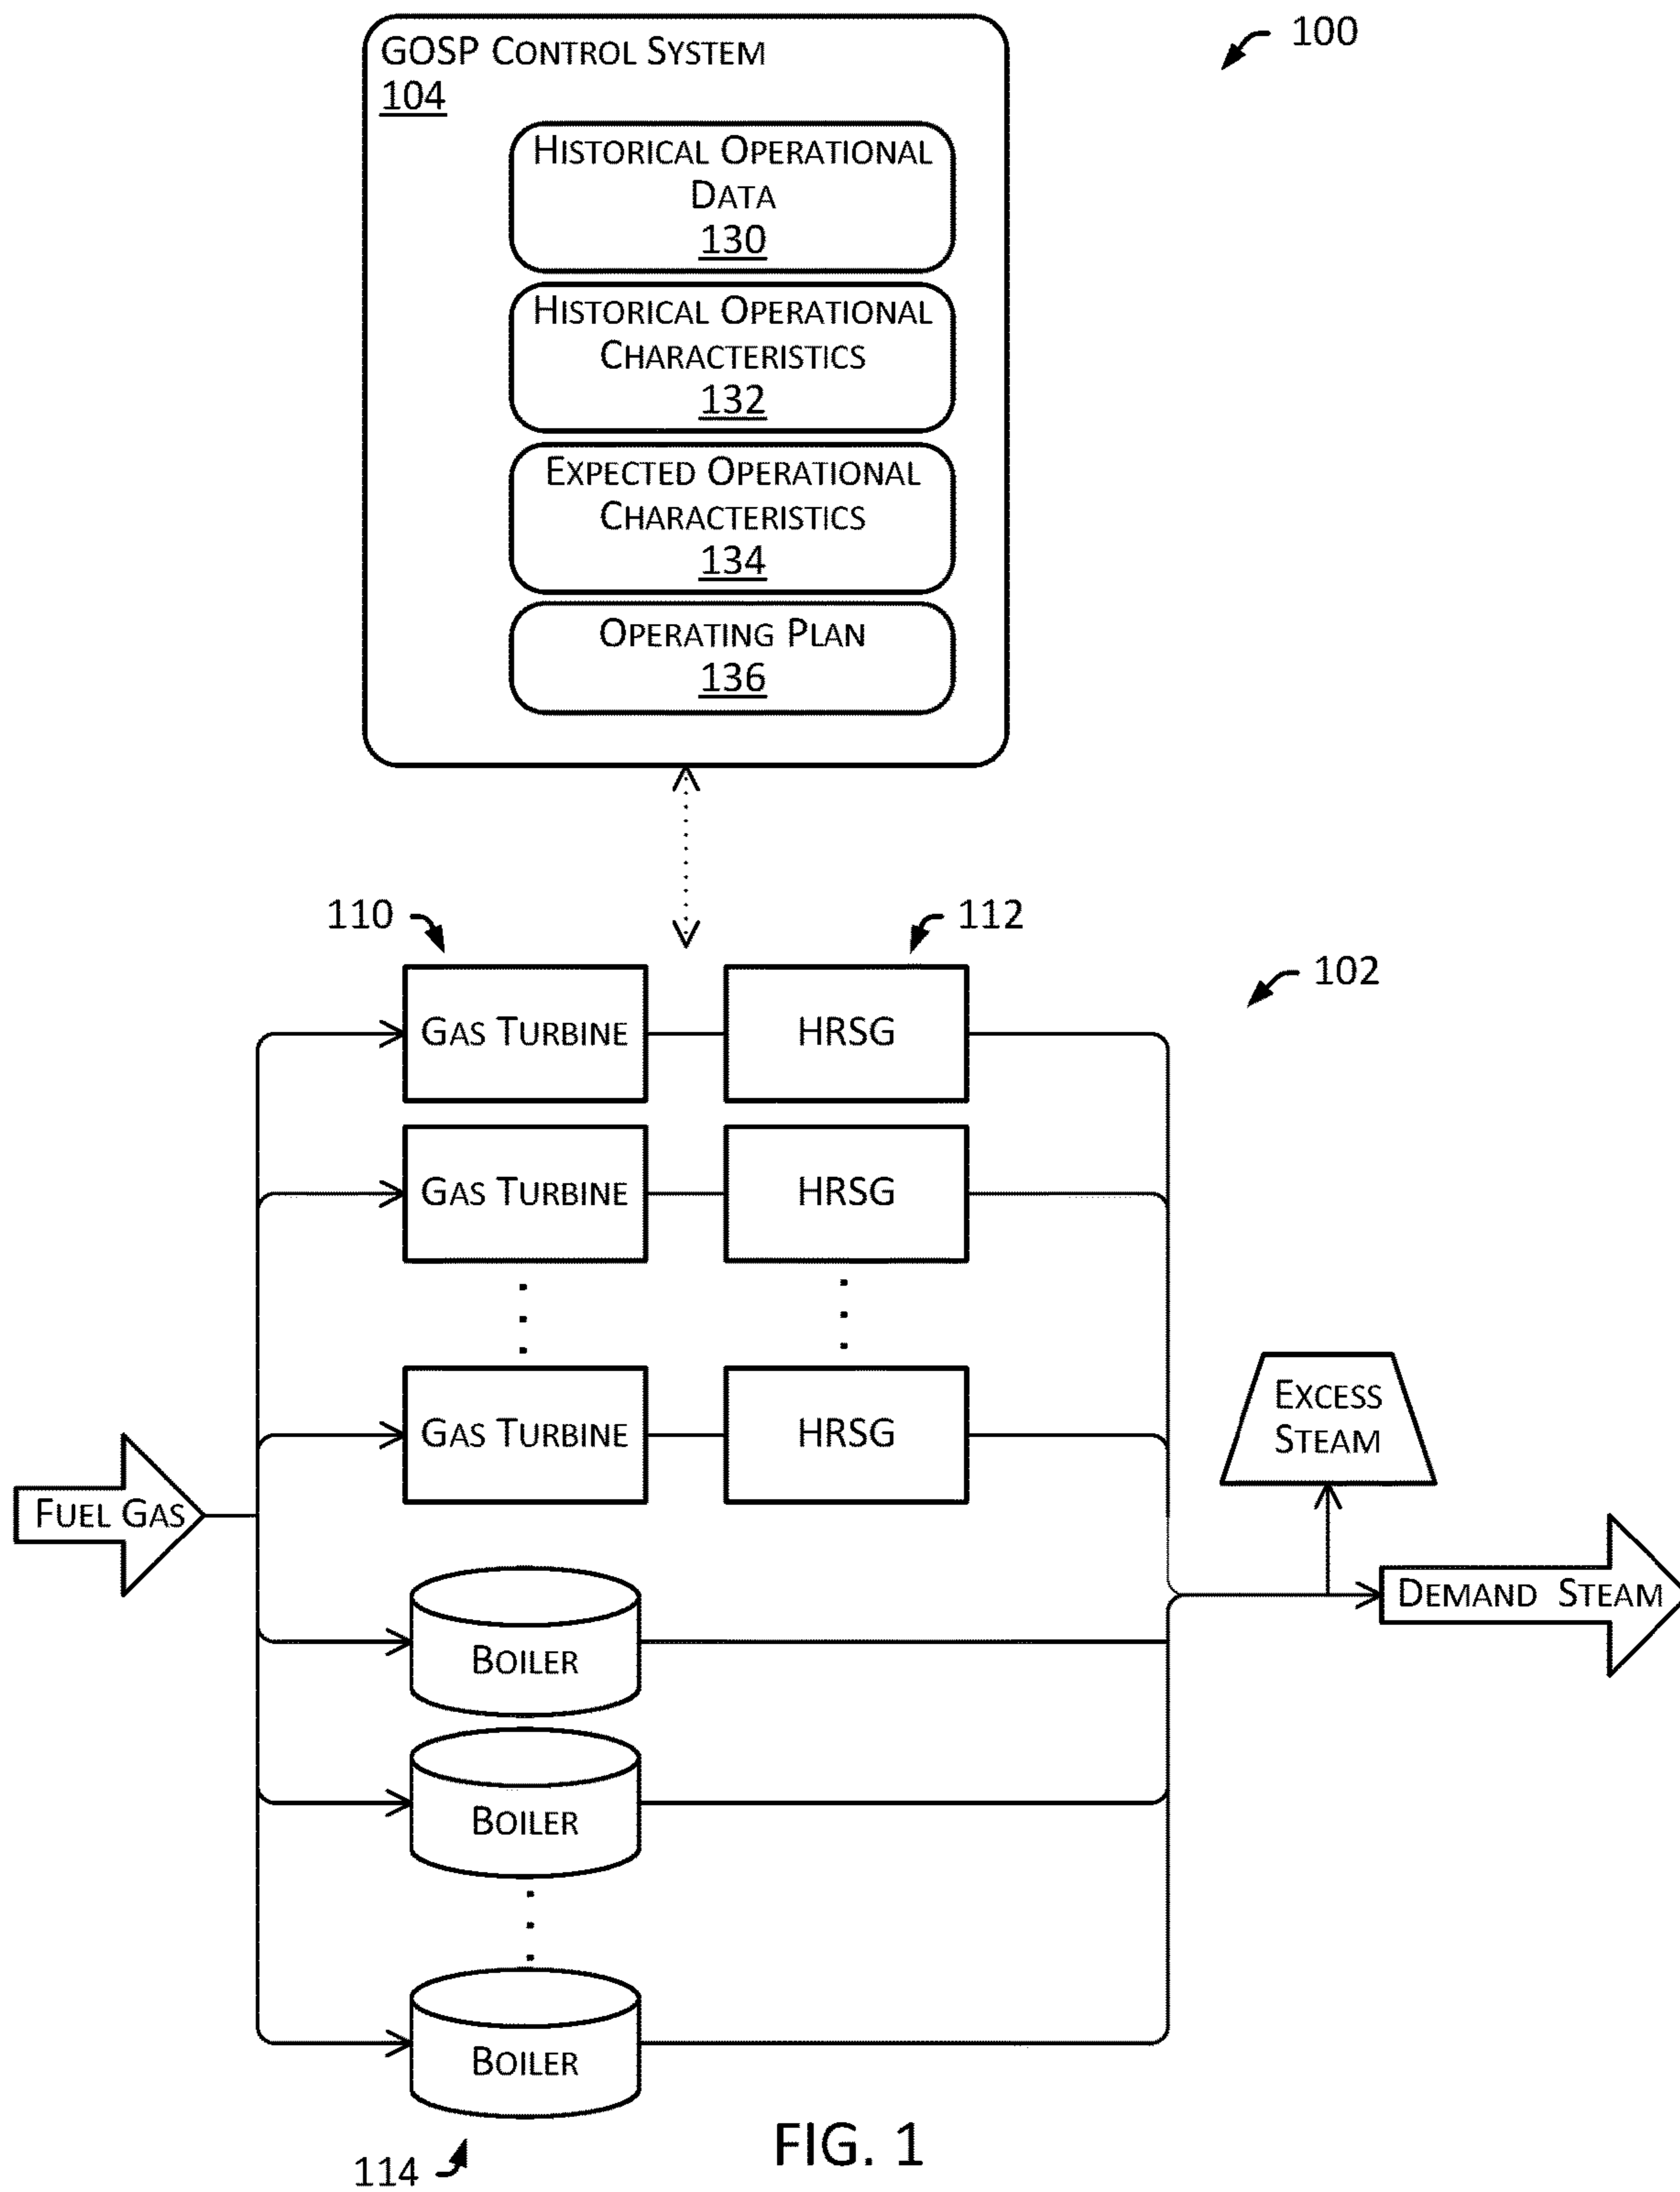 100
GOSP CONTROL SYSTEM
104
HISTORICAL OPERATIONAL
DATA
130
HISTORICAL OPERATIONAL
CHARACTERISTICS
132
EXPECTED OPERATIONAL
CHARACTERISTICS
134
OPERATING PLAN
136
110
112
102
GAS TURBINE
HRSG
GAS TURBINE
HRSG
GAS TURBINE
HRSG
EXCESS
STEAM
FUEL GAS
DEMAND STEAM
BOILER
BOILER
BOILER
114
FIG. 1